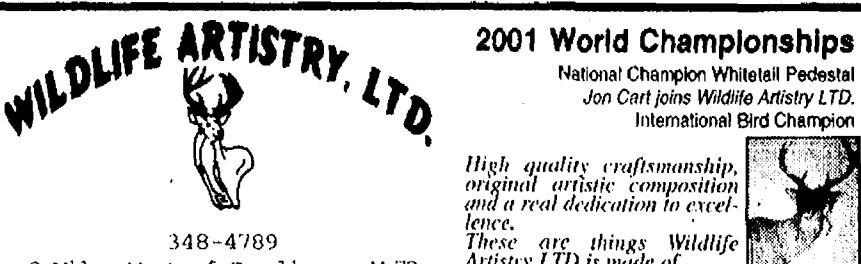 WILDLIFE ARTISTRY, LTD.
348-4789
2001 World Championships
National Champion Whitetail Pedestal
Jon Cart joins Wildlife Artistry LTD.
International Bird Champion
High quality craftsmanship,
original artistic composition
and a real dedication to excel-
lence.
These are things Wildlife
Artistry LTD is made of